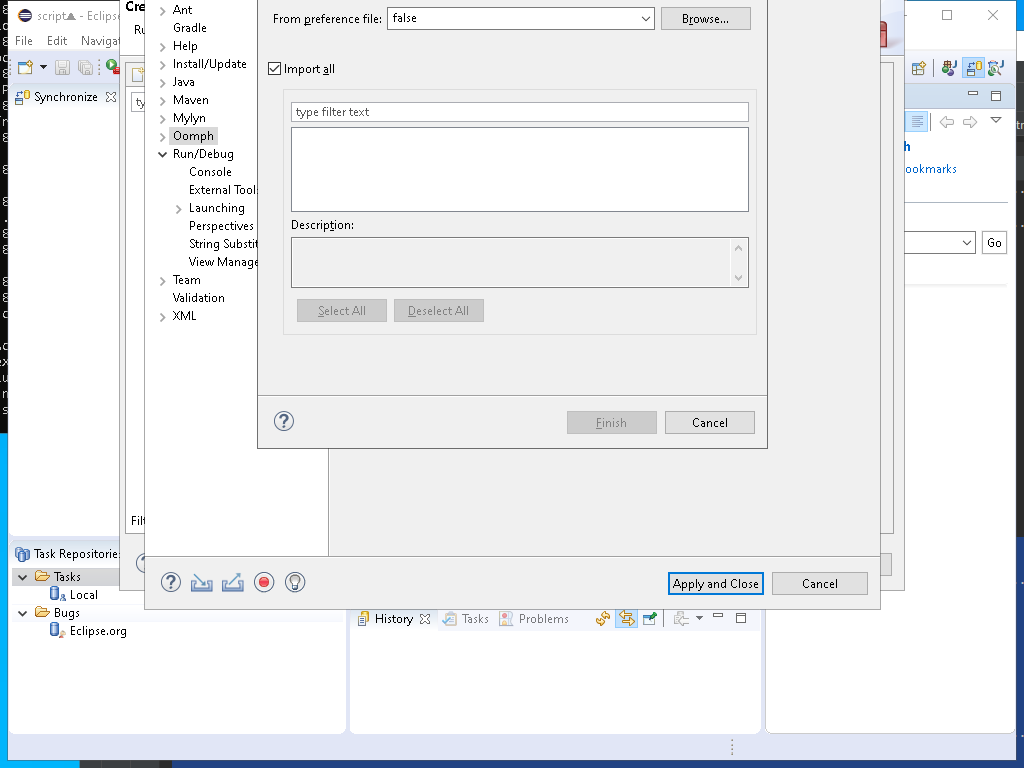 script▲ - Eclipse
File Edit Navigat
Synchronize
Cre
Ru
ty
Filt
Ant
Gradle
Help
Install/Update
Java
Maven
Mylyn
Oomph
Run/Debug
Console
External Tools
Launching
Perspectives
String Substit
View Manage
Team
Validation
XML
From preference file: false Browse...
Import all
type filter text
Description:
Select All Deselect All
Finish Cancel
Apply and Close Cancel
h
ookmarks
Go
Task Repositories
Tasks
Local
Bugs
Eclipse.org
History Tasks Problems